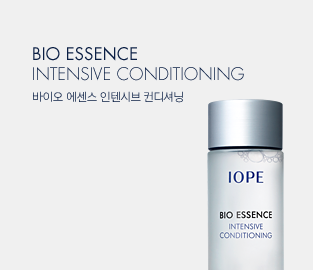 BIO ESSENCE
INTENSIVE CONDITIONING
바이오 에센스 인텐시브 컨디셔닝
IOPE
BIO ESSENCE
INTENSIVE
CONDITIONING